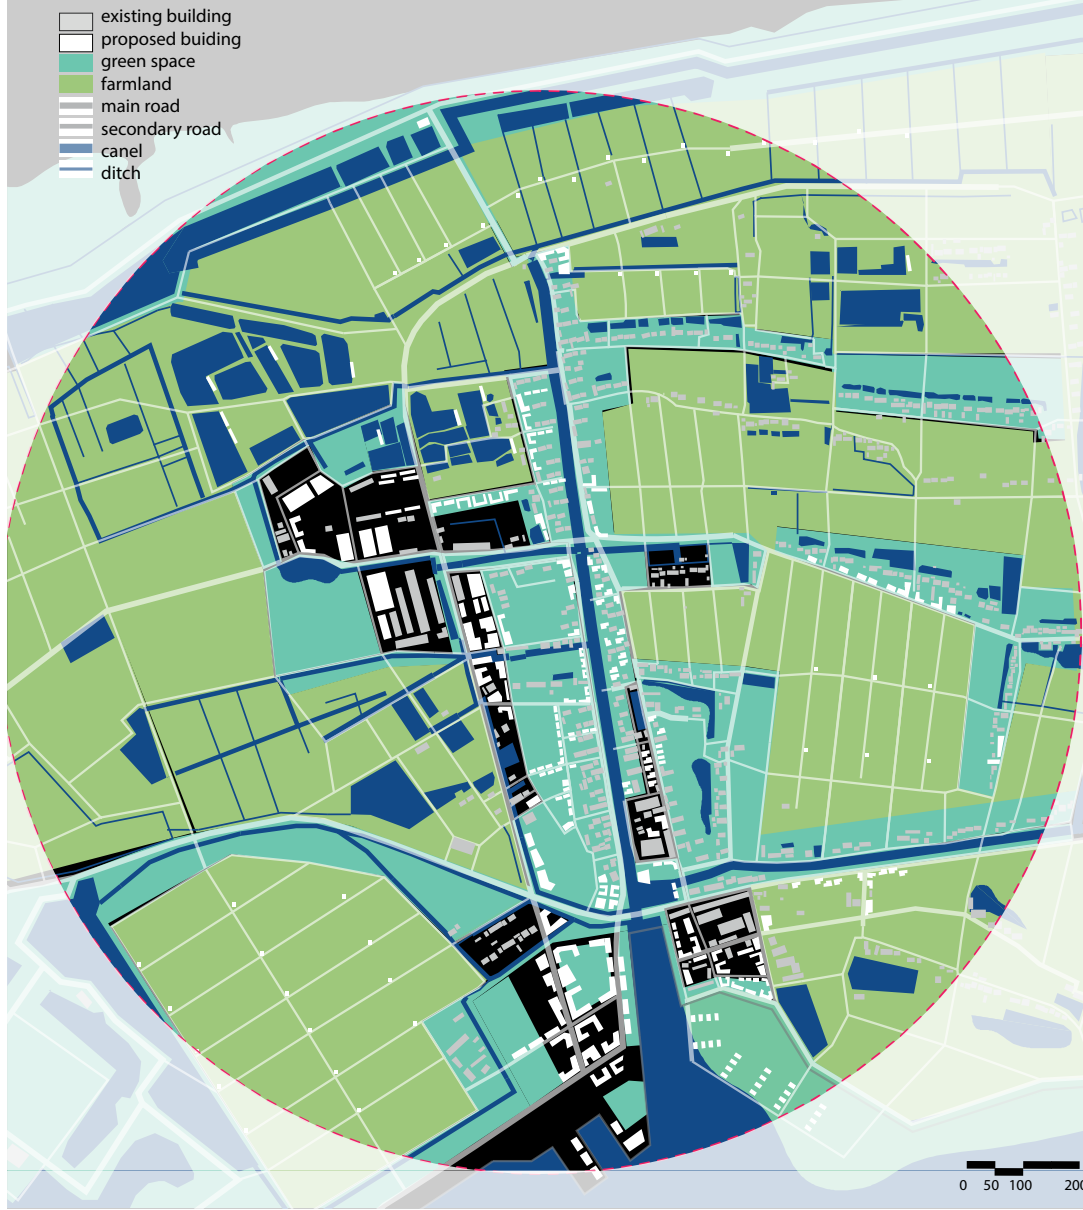 existing building
proposed buiding
green space
farmland
main road
secondary road
canel
ditch
0 50 100 200